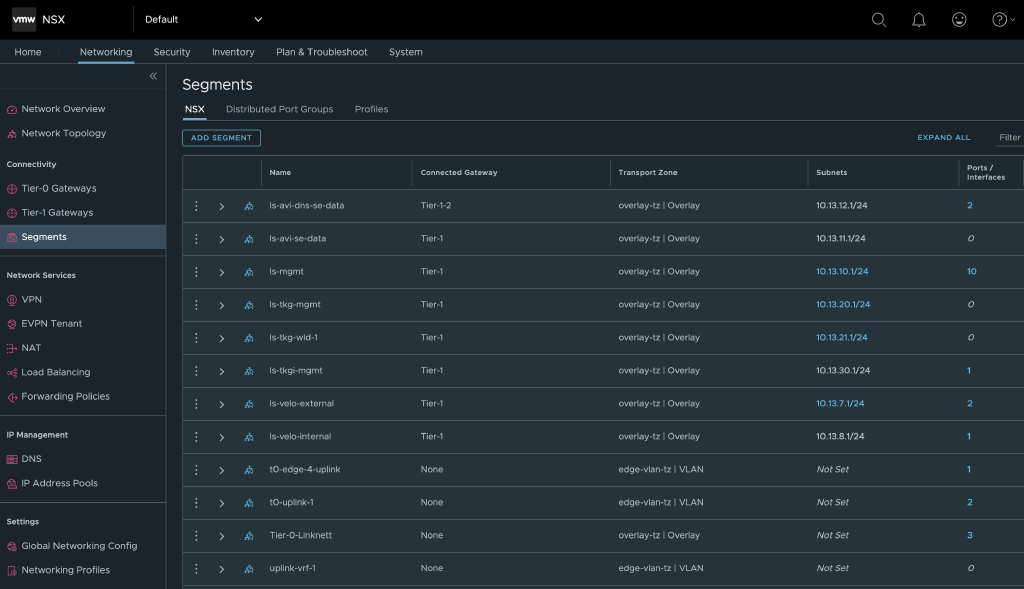 vmw NSX Default
Home Networking Security Inventory Plan & Troubleshoot System
Network Overview
Network Topology
Connectivity
Tier-0 Gateways
Tier-1 Gateways
Segments
Network Services
VPN
EVPN Tenant
NAT
Load Balancing
Forwarding Policies
IP Management
DNS
IP Address Pools
Settings
Global Networking Config
Networking Profiles
Segments
NSX Distributed Port Groups Profiles
ADD SEGMENT EXPAND ALL Filter
Name Connected Gateway Transport Zone Subnets Ports /
Interfaces
ls-avi-dns-se-data Tier-1-2 overlay-tz | Overlay 10.13.12.1/24 2
ls-avi-se-data Tier-1 overlay-tz | Overlay 10.13.11.1/24 0
ls-mgmt Tier-1 overlay-tz | Overlay 10.13.10.1/24 10
ls-tkg-mgmt Tier-1 overlay-tz | Overlay 10.13.20.1/24 0
ls-tkg-wld-1 Tier-1 overlay-tz | Overlay 10.13.21.1/24 0
ls-tkgi-mgmt Tier-1 overlay-tz | Overlay 10.13.30.1/24 1
ls-velo-external Tier-1 overlay-tz | Overlay 10.13.7.1/24 2
ls-velo-internal Tier-1 overlay-tz | Overlay 10.13.8.1/24 1
t0-edge-4-uplink None edge-vlan-tz | VLAN Not Set 1
t0-uplink-1 None edge-vlan-tz | VLAN Not Set 2
Tier-0-Linknett None overlay-tz | Overlay Not Set 3
uplink-vrf-1 None edge-vlan-tz | VLAN Not Set 0